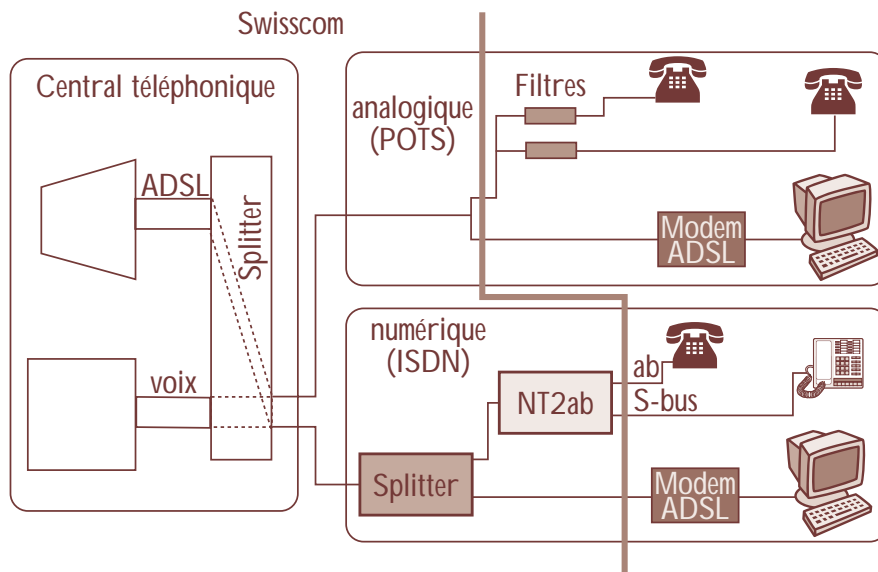 Swisscom
Central téléphonique
ADSL
Splitter
voix
analogique
(POTS)
Filtres
Modem
ADSL
numérique
(ISDN)
ab
S-bus
NT2ab
Splitter
Modem
ADSL